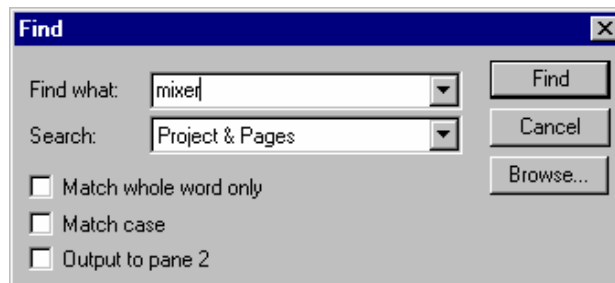 Find
Find what: mixer Find
Search: Project & Pages Cancel
Browse...
Match whole word only
Match case
Output to pane 2